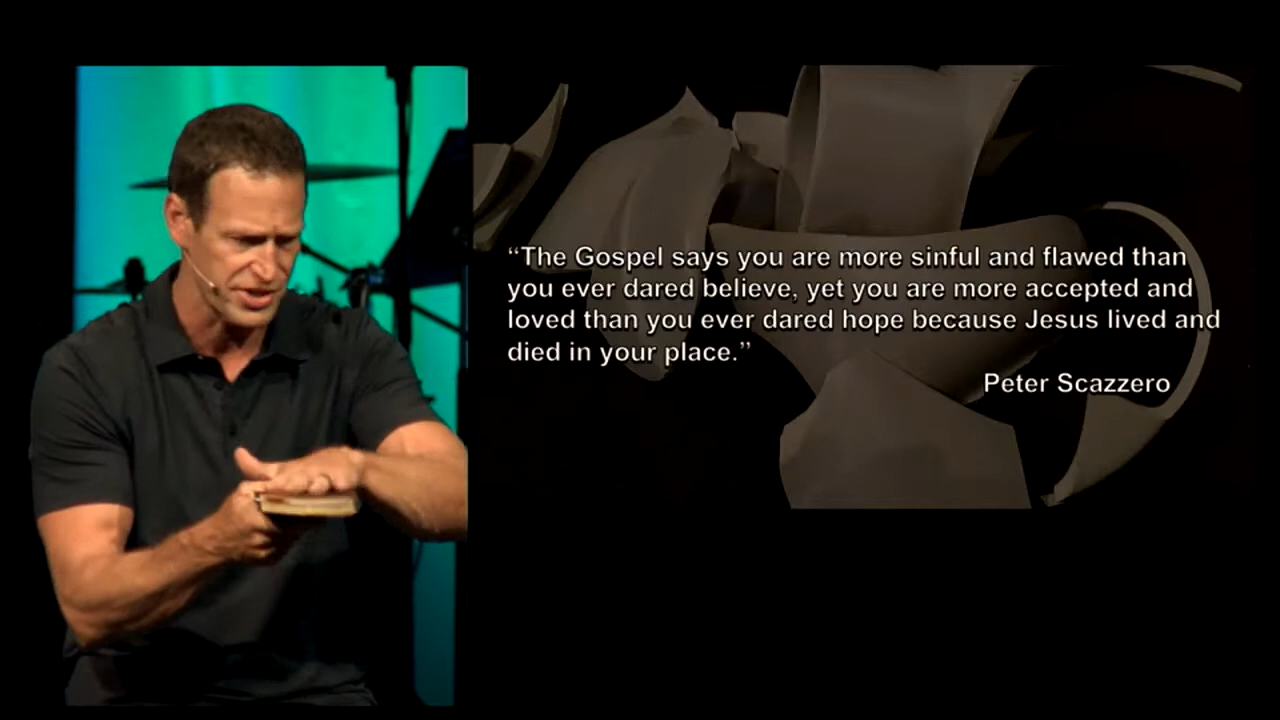 “The Gospel says you are more sinful and flawed than
you ever dared believe, yet you are more accepted and
loved than you ever dared hope because Jesus lived and
died in your place.”
Peter Scazzero